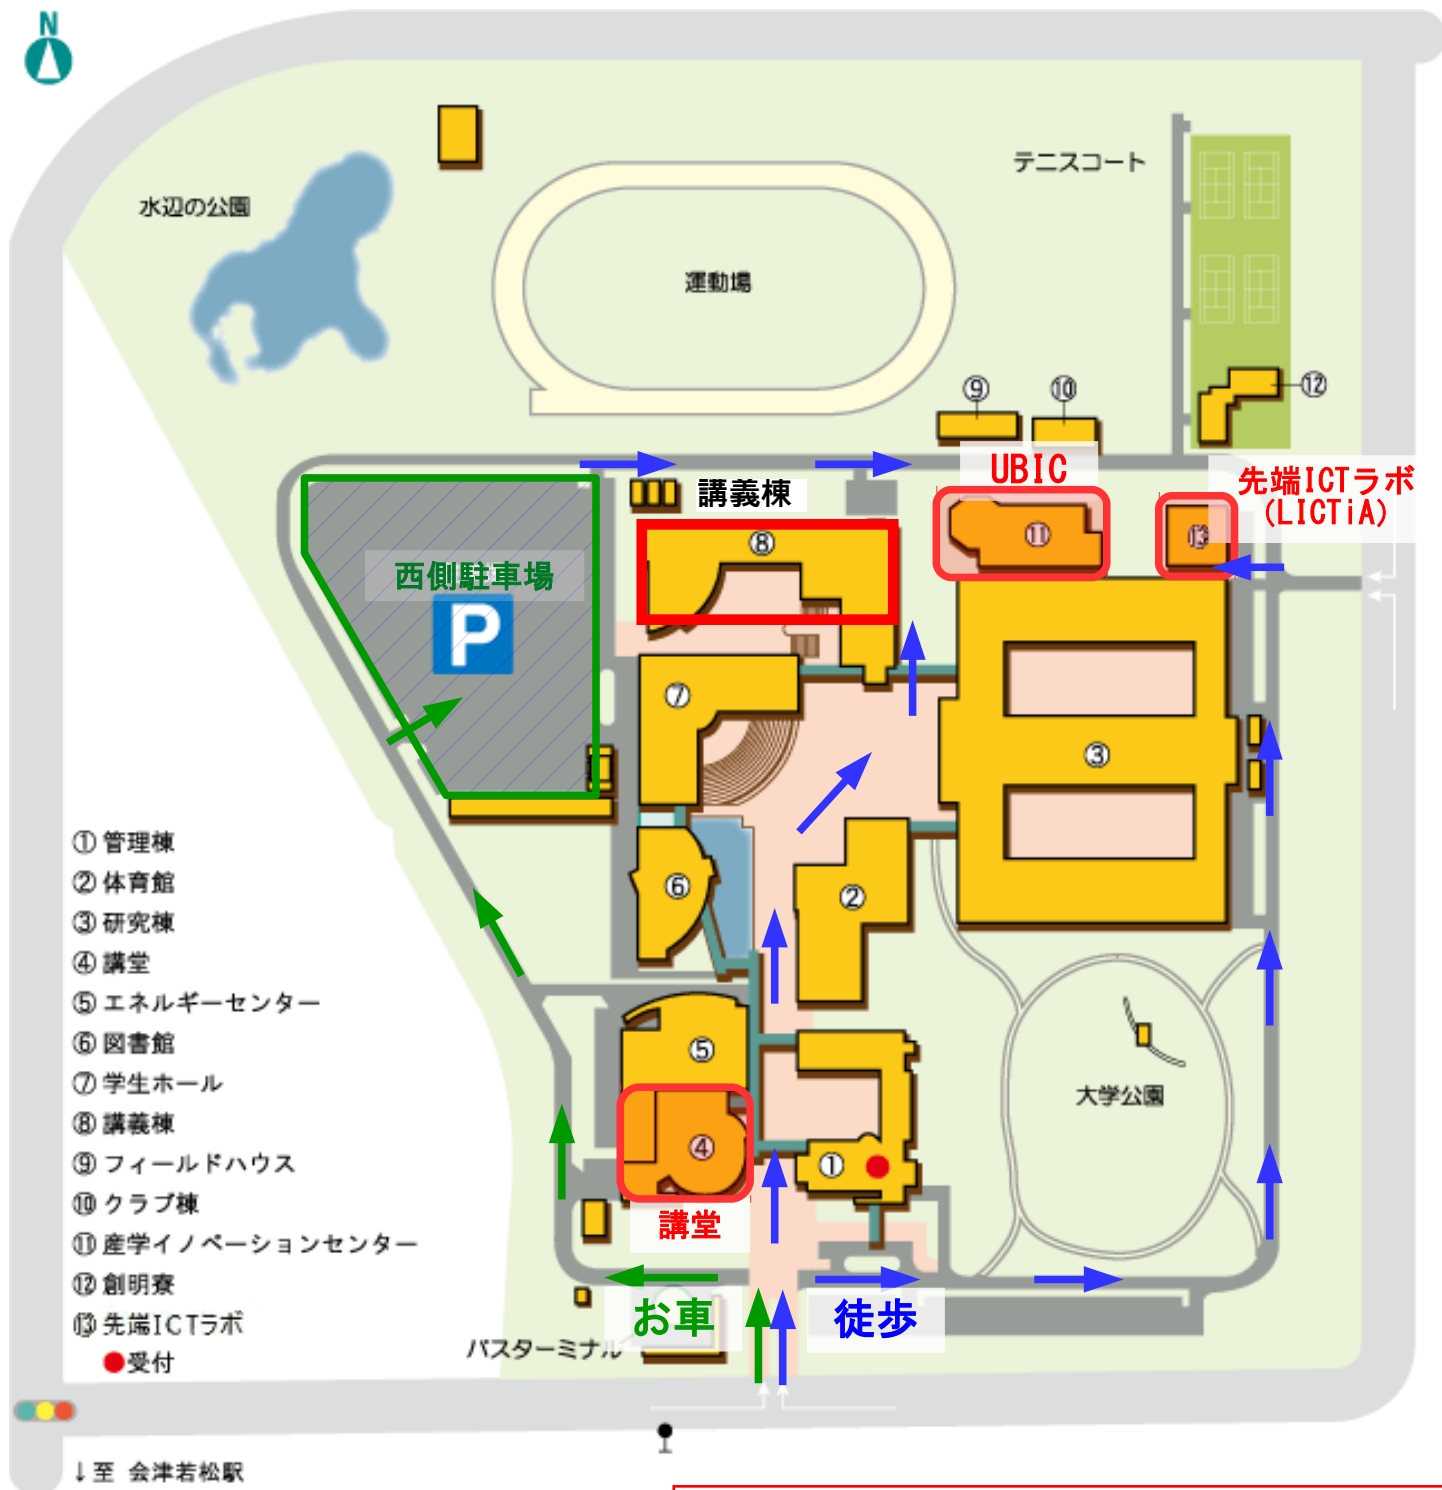 N
水辺の公園
テニスコート
運動場
⑨
⑩
⑫
UBIC
先端ICTラボ
(LICTiA)
講義棟
⑧
⑪
⑬
西側駐車場
P
⑦
③
⑥
②
⑤
④
①
大学公園
講堂
お車
徒歩
バスターミナル
① 管理棟
② 体育館
③ 研究棟
④ 講堂
⑤ エネルギーセンター
⑥ 図書館
⑦ 学生ホール
⑧ 講義棟
⑨ フィールドハウス
⑩ クラブ棟
⑪ 産学イノベーションセンター
⑫ 創明寮
⑬ 先端ICTラボ
●受付
↓至 会津若松駅